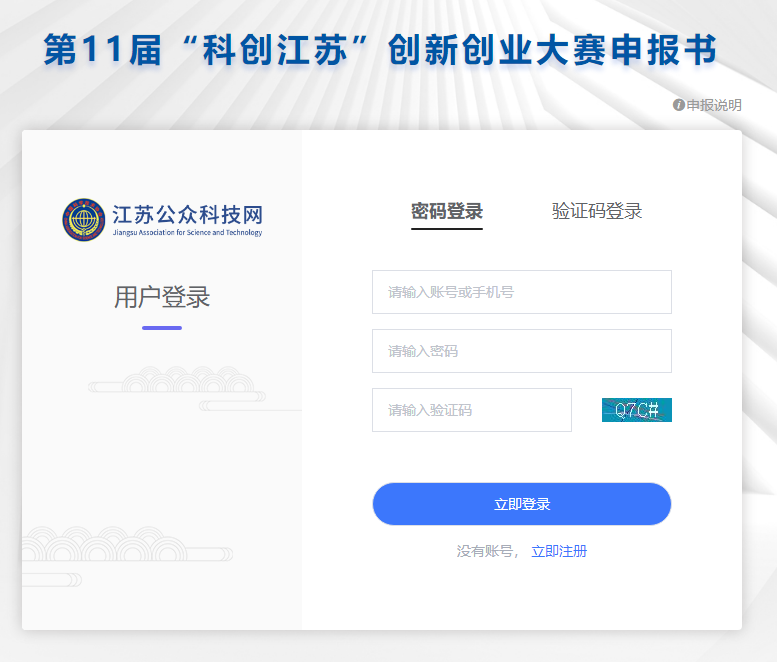 第11届“科创江苏”创新创业大赛申报书
申报说明
江苏公众科技网
Jiangsu Association for Science and Technology
用户登录
密码登录 验证码登录
请输入账号或手机号
请输入密码
请输入验证码 Q7C#
立即登录
没有账号， 立即注册